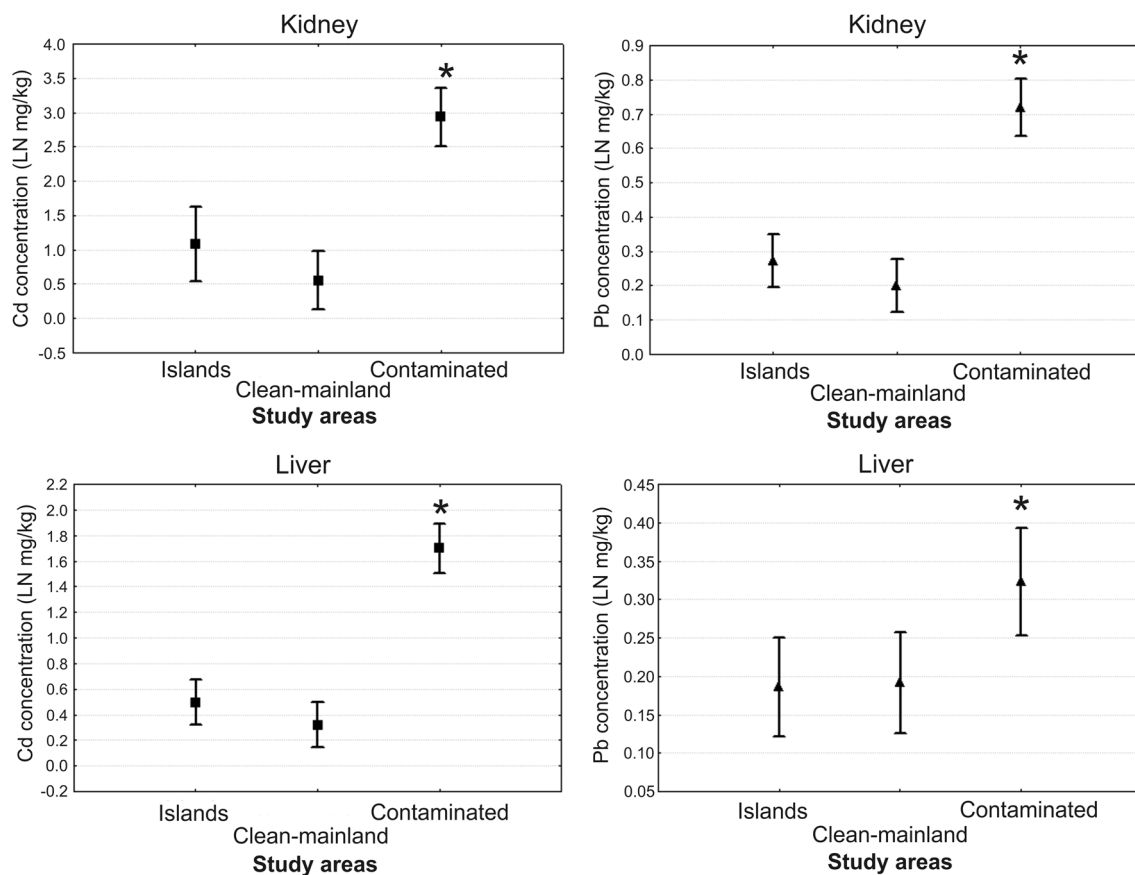 Kidney
Cd concentration (LN mg/kg)
4.0
3.5
3.0
2.5
2.0
1.5
1.0
0.5
0.0
-0.5
*
Islands
Contaminated
Clean-mainland
Study areas
Kidney
Pb concentration (LN mg/kg)
0.9
0.8
0.7
0.6
0.5
0.4
0.3
0.2
0.1
0.0
*
Islands
Contaminated
Clean-mainland
Study areas
Liver
Cd concentration (LN mg/kg)
2.2
2.0
1.8
1.6
1.4
1.2
1.0
0.8
0.6
0.4
0.2
0.0
-0.2
*
Islands
Contaminated
Clean-mainland
Study areas
Liver
Pb concentration (LN mg/kg)
0.45
0.40
0.35
0.30
0.25
0.20
0.15
0.10
0.05
*
Islands
Contaminated
Clean-mainland
Study areas